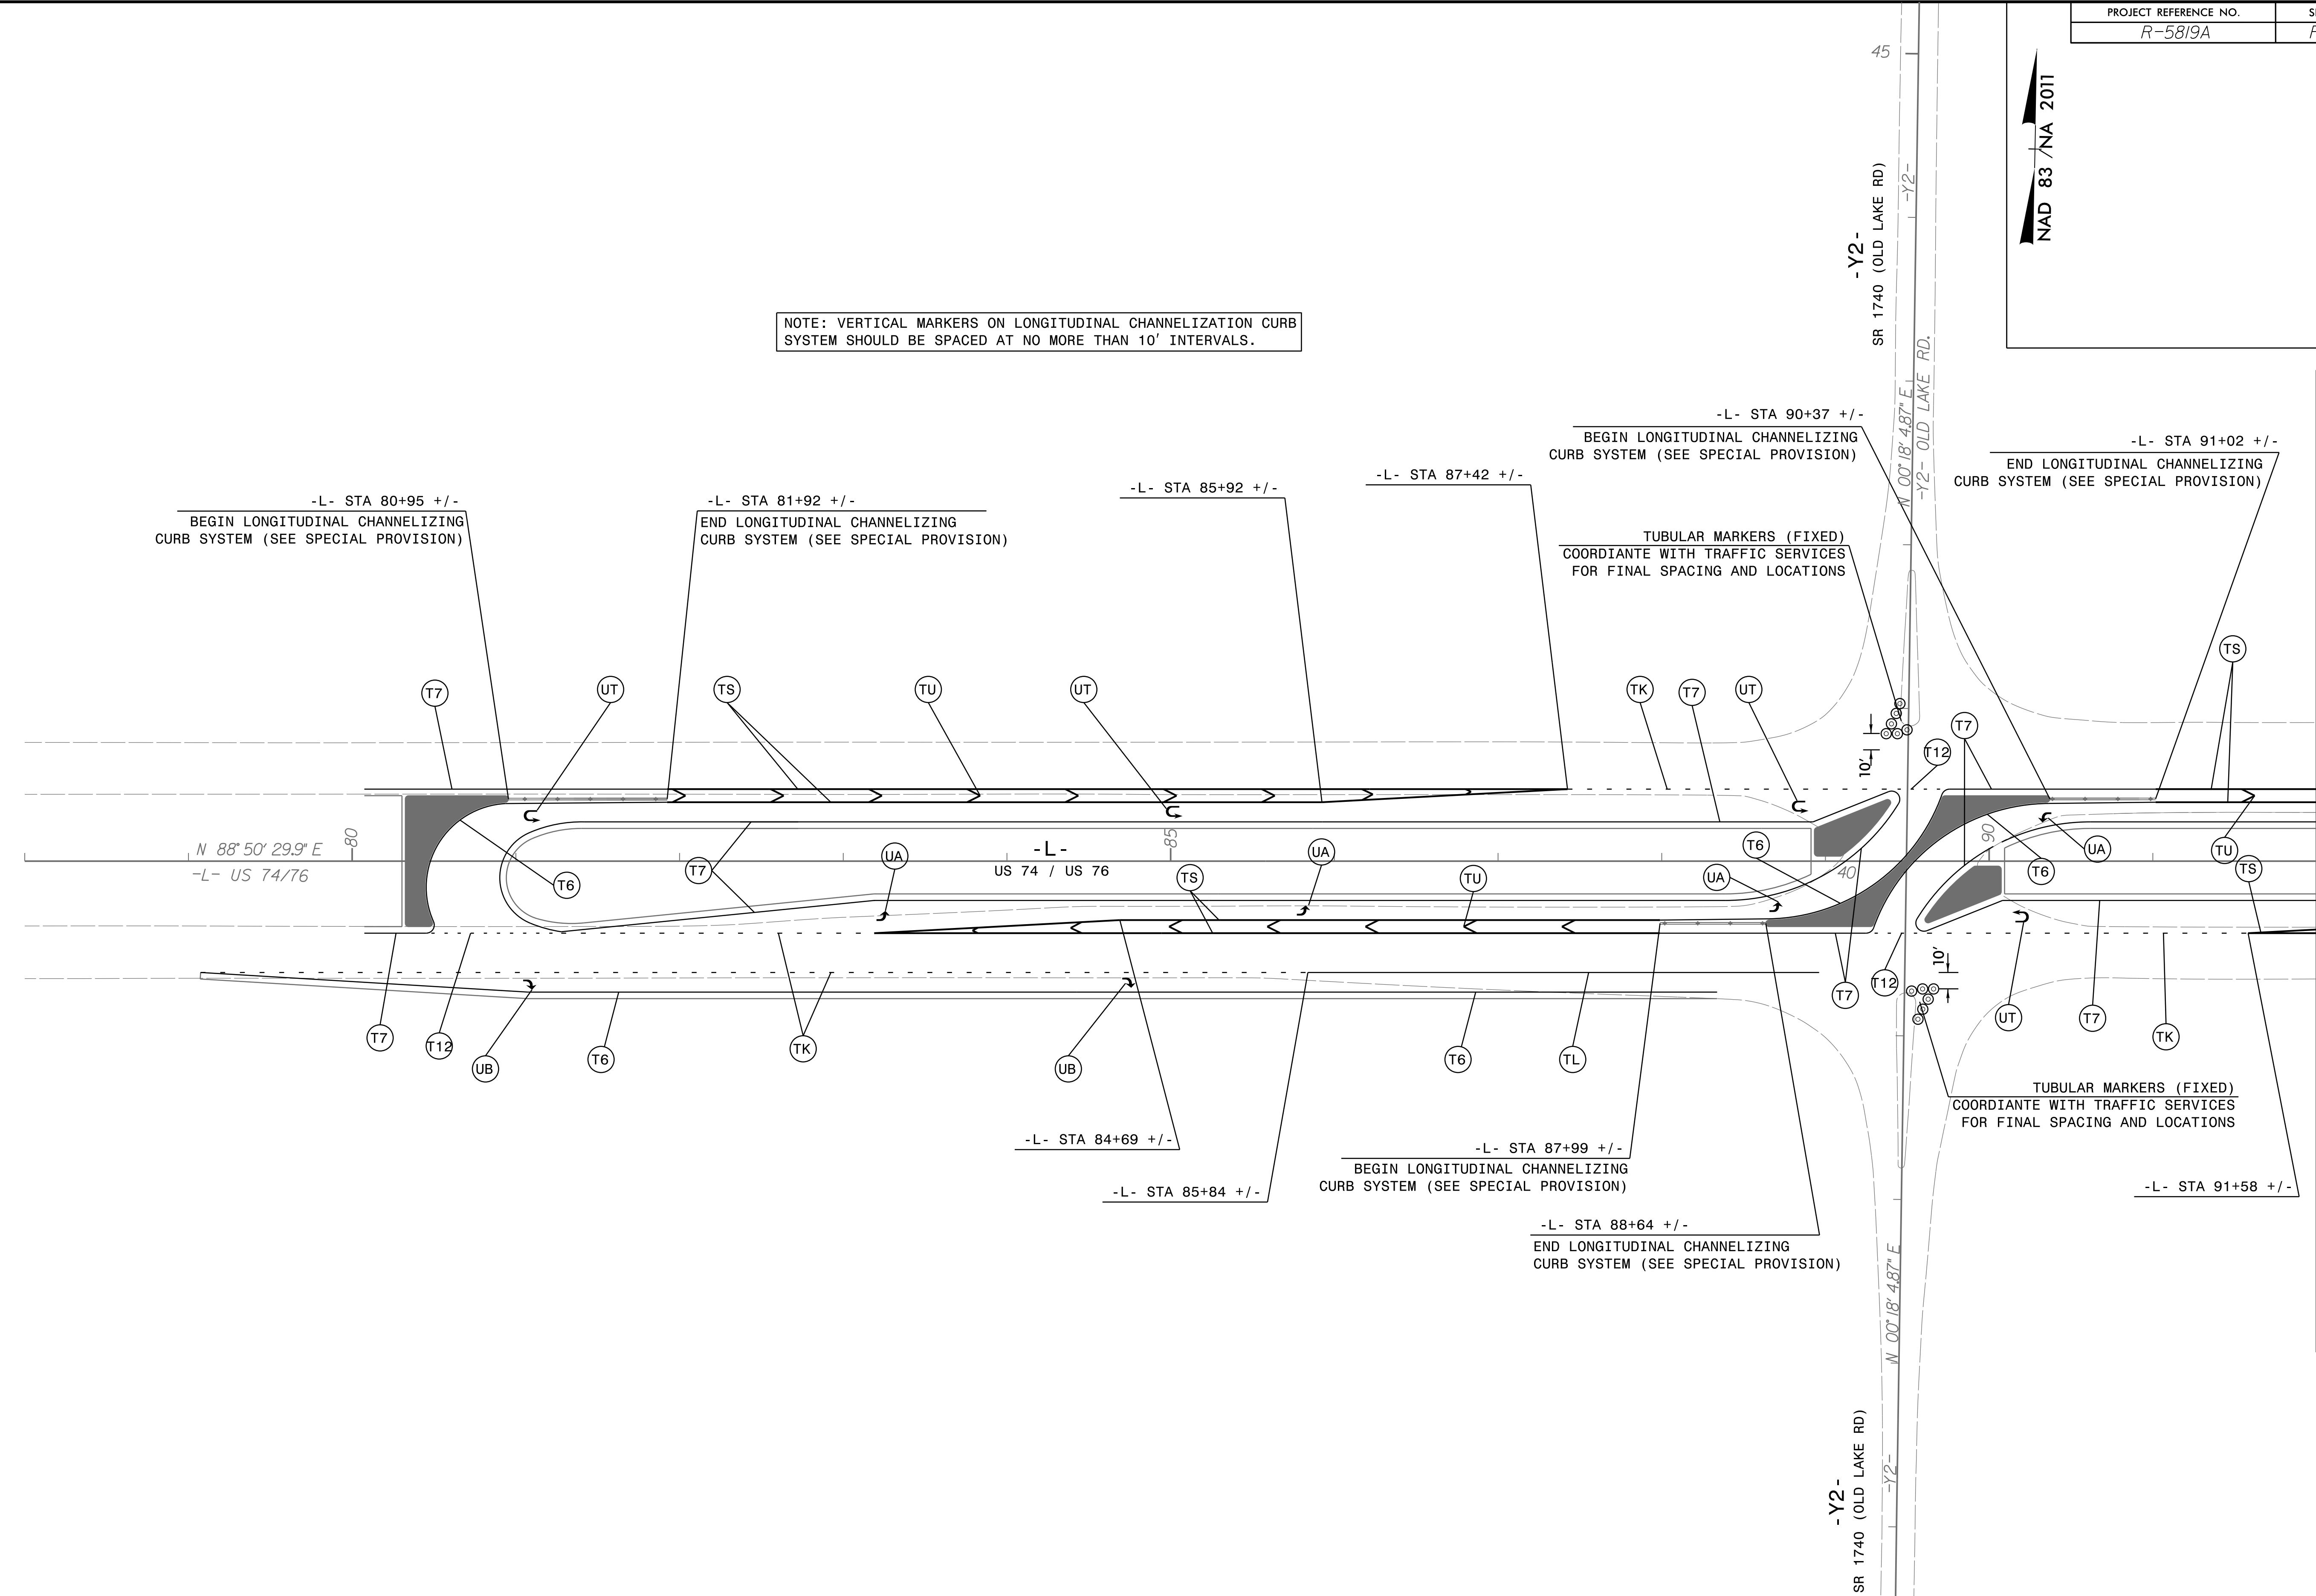 PROJECT REFERENCE NO.
R-5819A
45
NAD 83 /NA 2011
-Y2-
SR 1740 (OLD LAKE RD)
-Y2-
NOTE: VERTICAL MARKERS ON LONGITUDINAL CHANNELIZATION CURB
SYSTEM SHOULD BE SPACED AT NO MORE THAN 10' INTERVALS.
N 00° 18' 4.87" E
-Y2- OLD LAKE RD.
-L- STA 90+37 +/-
BEGIN LONGITUDINAL CHANNELIZING
CURB SYSTEM (SEE SPECIAL PROVISION)
-L- STA 91+02 +/-
END LONGITUDINAL CHANNELIZING
CURB SYSTEM (SEE SPECIAL PROVISION)
-L- STA 80+95 +/-
BEGIN LONGITUDINAL CHANNELIZING
CURB SYSTEM (SEE SPECIAL PROVISION)
-L- STA 81+92 +/-
END LONGITUDINAL CHANNELIZING
CURB SYSTEM (SEE SPECIAL PROVISION)
-L- STA 85+92 +/-
-L- STA 87+42 +/-
TUBULAR MARKERS (FIXED)
COORDIANTE WITH TRAFFIC SERVICES
FOR FINAL SPACING AND LOCATIONS
TS
T7
UT
TS
TU
UT
TK
T7
UT
T7
T12
10'
80
85
90
N 88° 50' 29.9" E
-L- US 74/76
-L-
US 74 / US 76
T6
T7
UA
UA
TS
TU
UA
T6
40
T6
UA
TU
TS
10'
T7
T12
UB
T6
TK
UB
T6
TL
T7
T12
UT
T7
TK
TUBULAR MARKERS (FIXED)
COORDIANTE WITH TRAFFIC SERVICES
FOR FINAL SPACING AND LOCATIONS
-L- STA 84+69 +/-
-L- STA 85+84 +/-
-L- STA 87+99 +/-
BEGIN LONGITUDINAL CHANNELIZING
CURB SYSTEM (SEE SPECIAL PROVISION)
-L- STA 88+64 +/-
END LONGITUDINAL CHANNELIZING
CURB SYSTEM (SEE SPECIAL PROVISION)
-L- STA 91+58 +/-
N 00° 18' 4.87" E
-Y2-
-Y2-
SR 1740 (OLD LAKE RD)